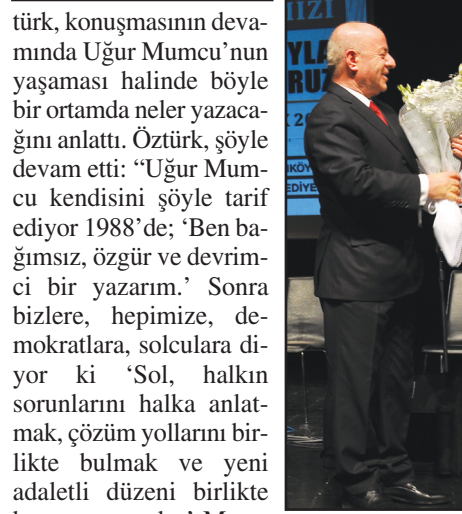 türk, konuşmasının deva-
mında Uğur Mumcu’nun
yaşaması halinde böyle
bir ortamda neler yazaca-
ğını anlattı. Öztürk, şöyle
devam etti: “Uğur Mum-
cu kendisini şöyle tarif
ediyor 1988’de; ‘Ben ba-
ğımsız, özgür ve devrim-
ci bir yazarım.’ Sonra
bizlere, hepimize, de-
mokratlara, solculara di-
yor ki ‘Sol, halkın
sorunlarını halka anlat-
mak, çözüm yollarını bir-
likte bulmak ve yeni
adaletli düzeni birlikte